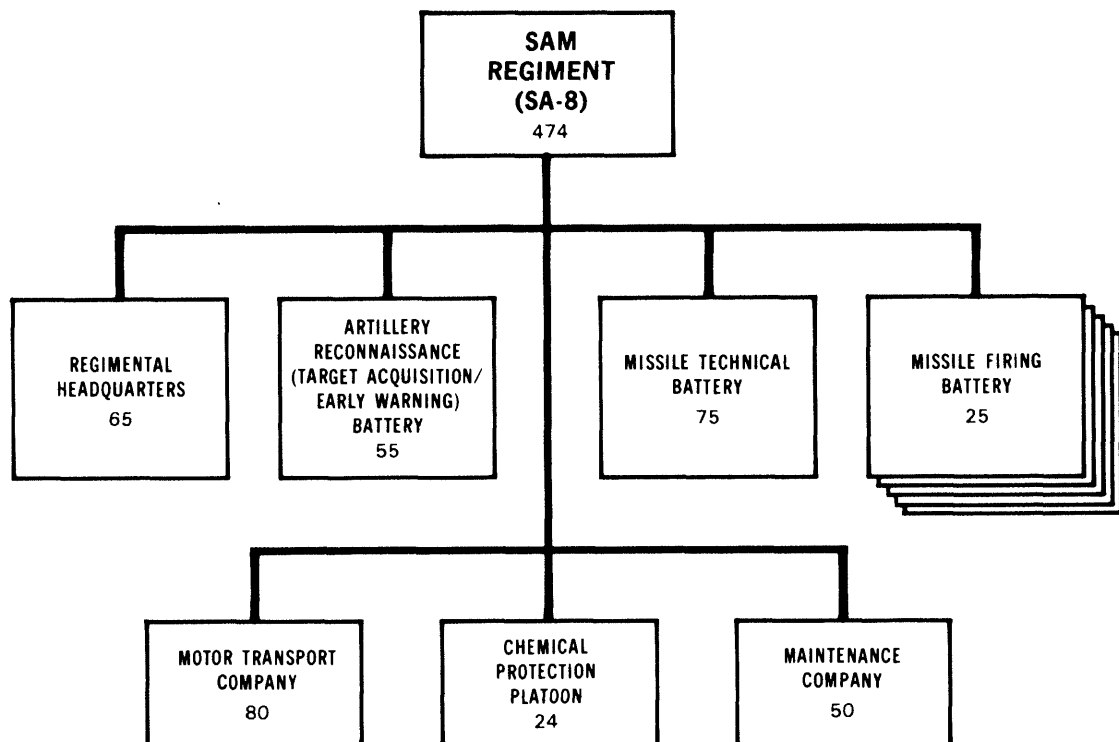 SAM
REGIMENT
(SA-8)
474
REGIMENTAL
HEADQUARTERS
65
ARTILLERY
RECONNAISSANCE
(TARGET ACQUISITION/
EARLY WARNING)
BATTERY
55
MISSILE TECHNICAL
BATTERY
75
MISSILE FIRING
BATTERY
25
MOTOR TRANSPORT
COMPANY
80
CHEMICAL
PROTECTION
PLATOON
24
MAINTENANCE
COMPANY
50